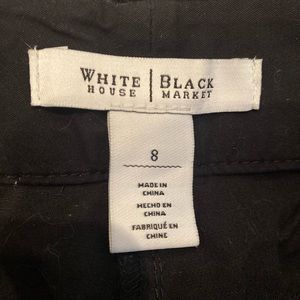 WHITE HOUSE | BLACK MARKET
8
MADE IN
CHINA
HECHO EN
CHINA
FABRIQUÉ EN
CHINE